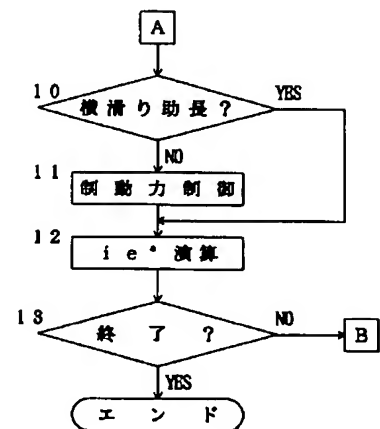 A
10
横滑り助長?
YES
NO
11
制動力制御
12
ie*演算
13
終了?
NO
B
YES
エンド